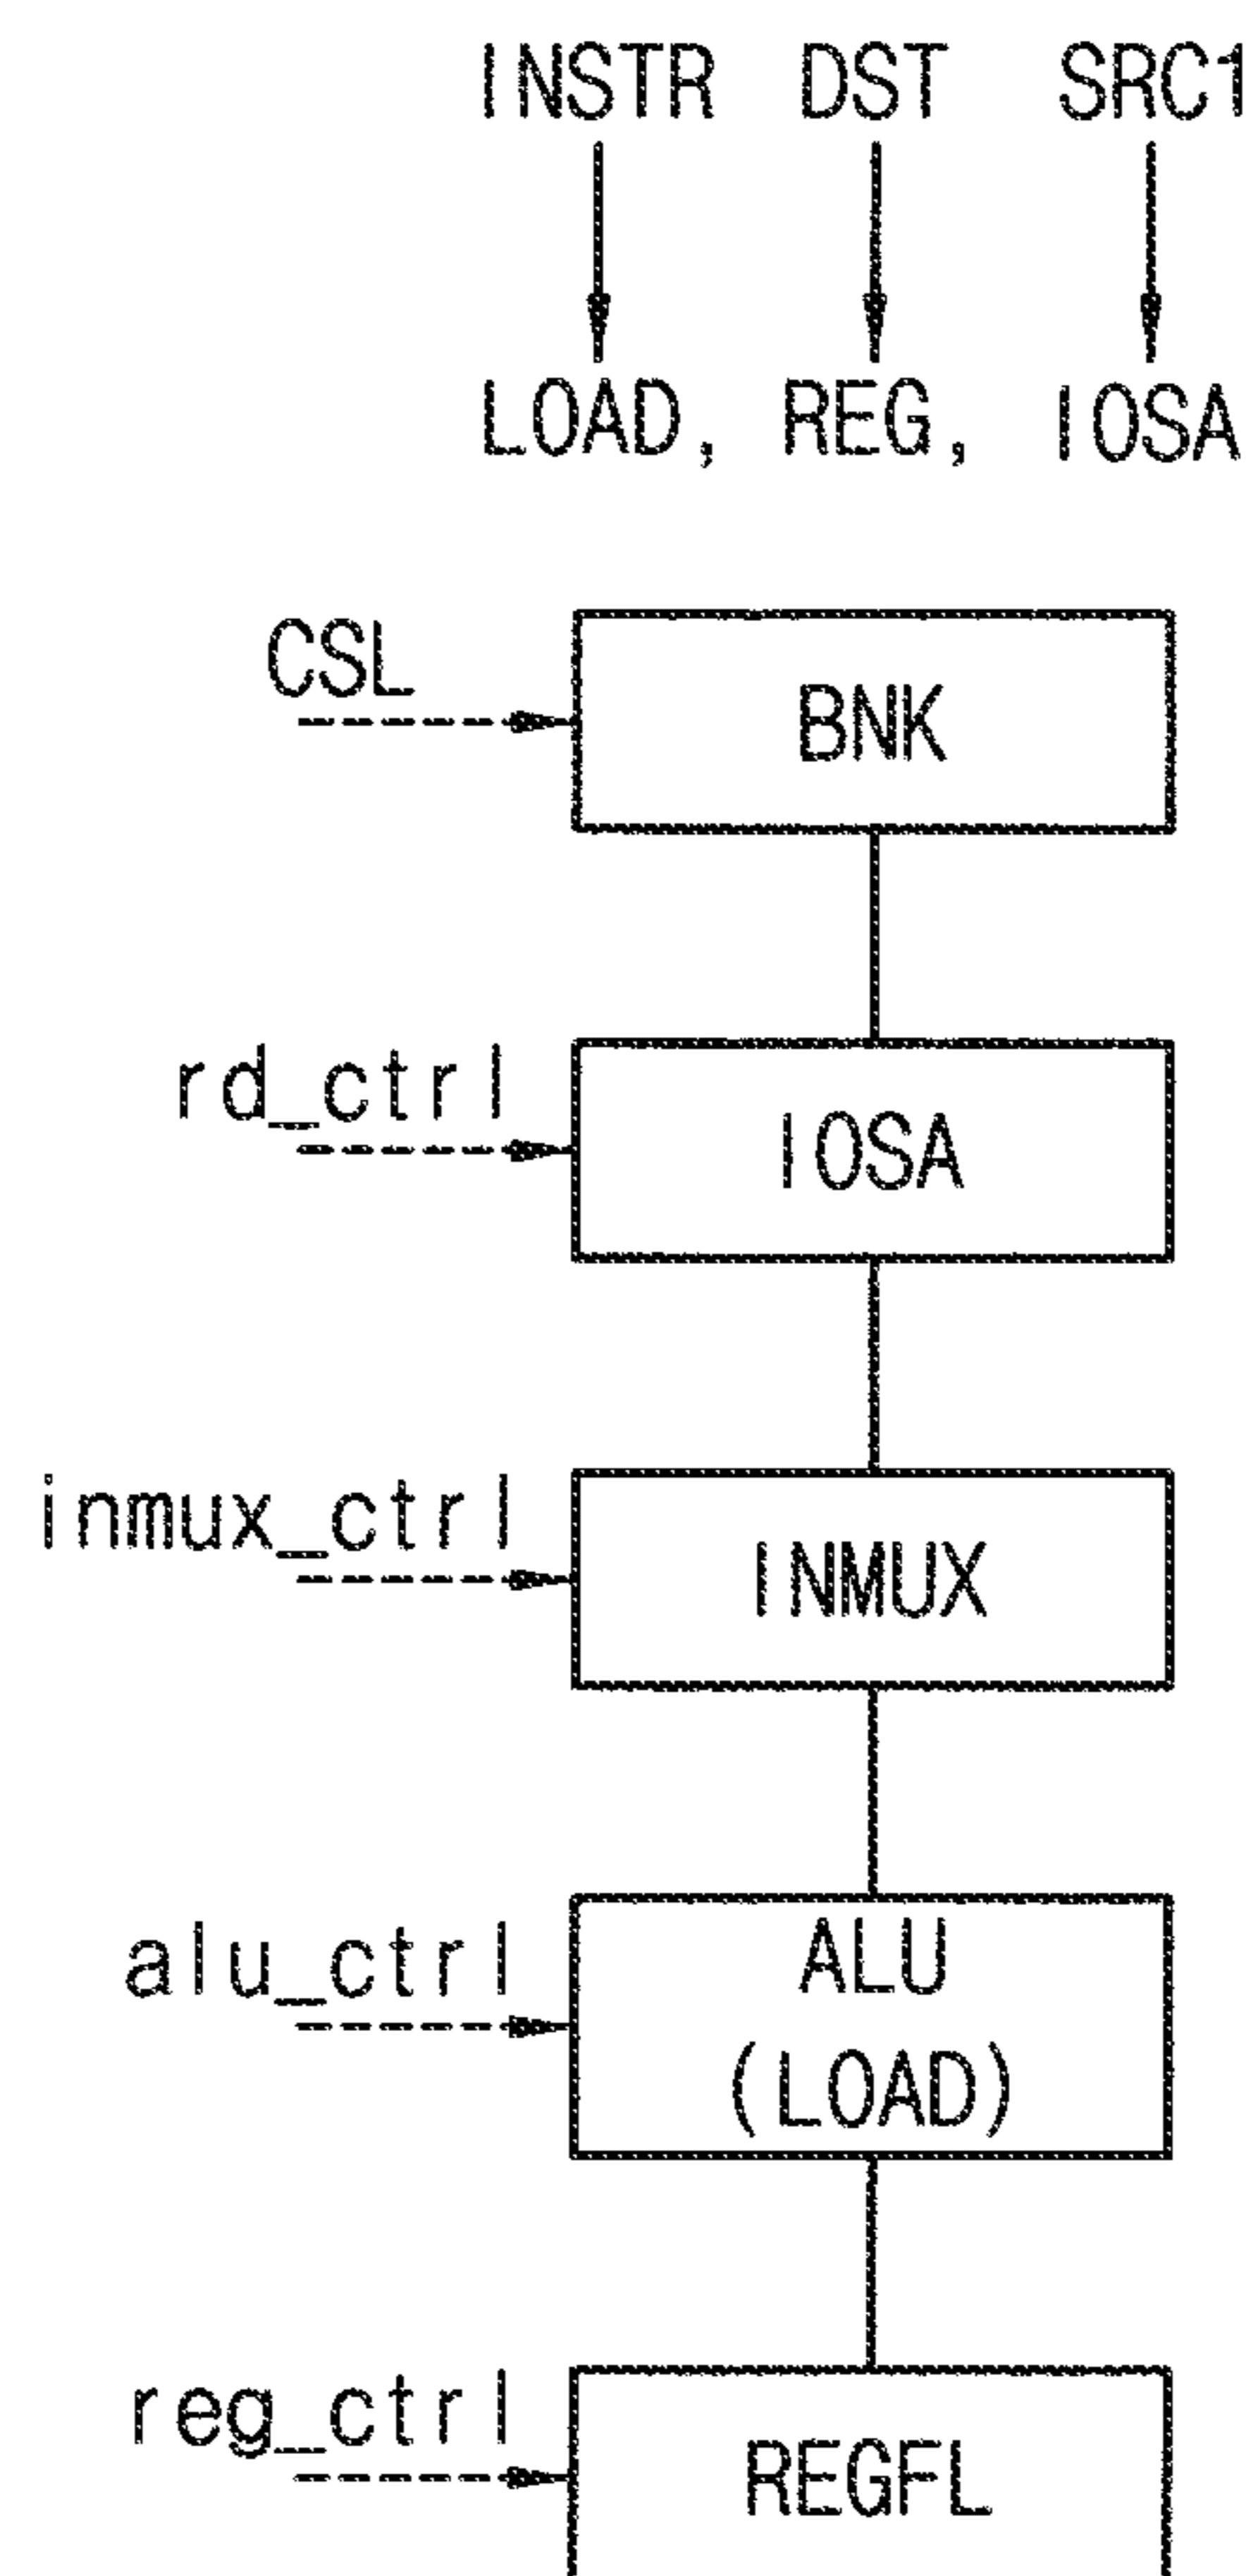 INSTR DST SRC1
LOAD, REG, IOSA
CSL
BNK
rd_ctrl
IOSA
inmux_ctrl
INMUX
alu_ctrl
ALU
(LOAD)
reg_ctrl
REGFL